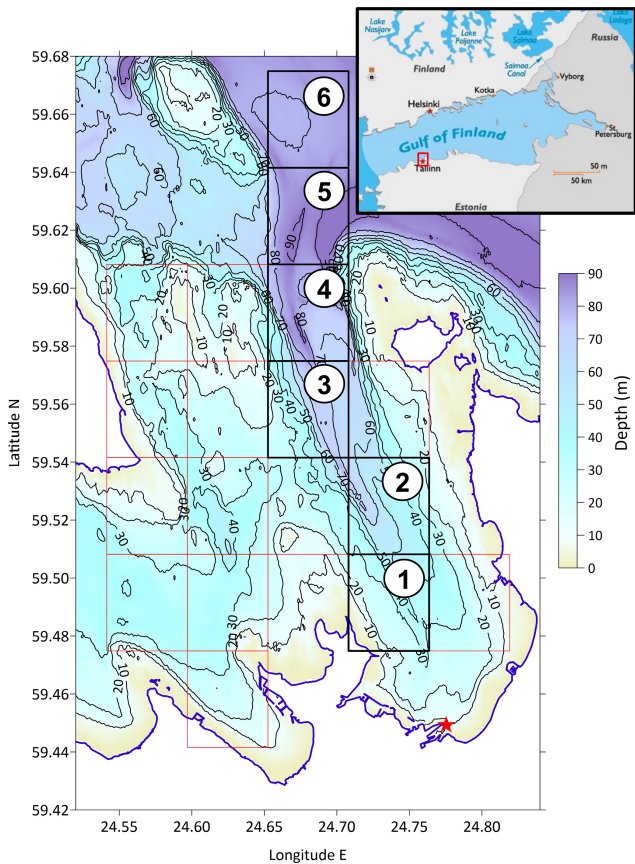 Lake
Nasijarv
Lake
Paijanne
Lake
Saimaa
Lake
Ladoga
Russia
Finland
Saimaa
Canal
Vyborg
N
Kotka
Helsinki
Gulf of Finland
St.
Petersburg
Tallinn
50 m
50 km
Estonia
59.68
59.66
59.64
59.62
59.60
59.58
59.56
59.54
59.52
59.50
59.48
59.46
59.44
59.42
Latitude N
6
5
4
3
2
1
90
80
70
60
50
40
30
20
10
0
Depth (m)
24.55
24.60
24.65
24.70
24.75
24.80
Longitude E